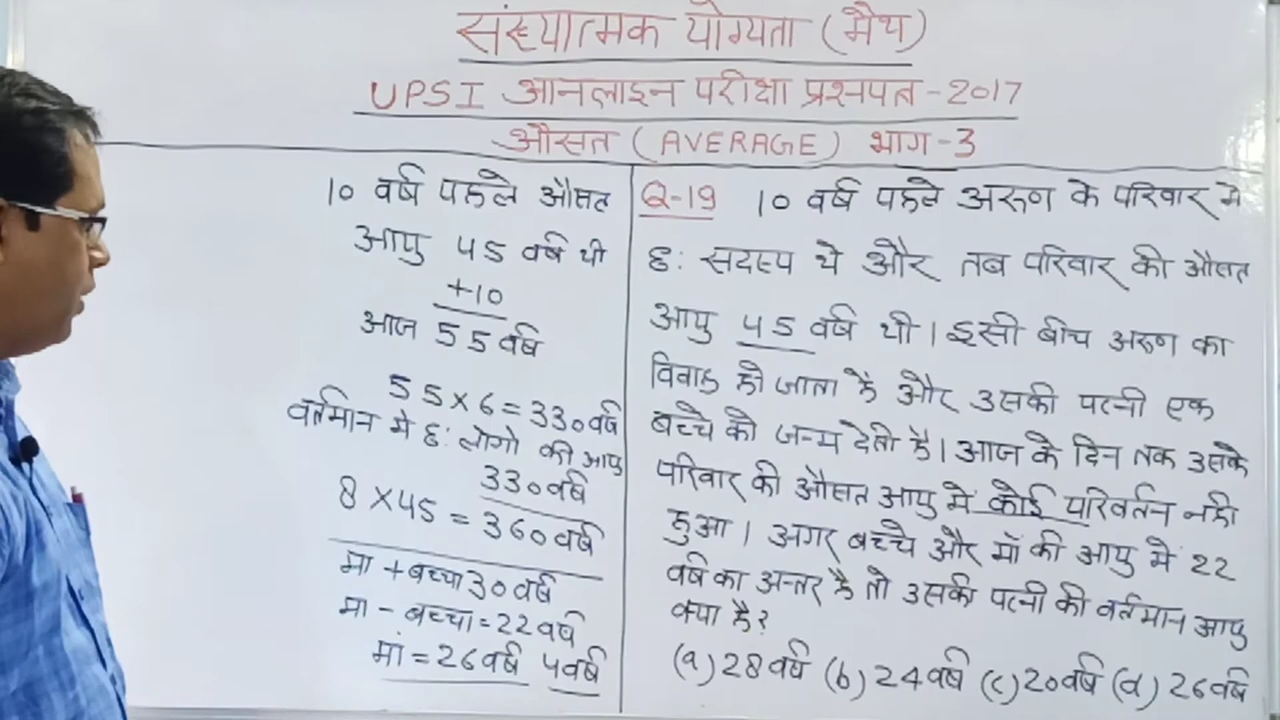 संख्यात्मक योग्यता (मैथ)
UPSI ऑनलाइन परीक्षा प्रश्नपत्र-2017
औसत (AVERAGE) भाग-3
10 वर्ष पहले औसत
आयु 45 वर्ष थी
+10
आज 55 वर्ष
55×6=330 वर्ष
वर्तमान मे छः लोगो की आयु
330 वर्ष
8×45=360 वर्ष
मा+बच्चा 30 वर्ष
मा-बच्चा=22 वर्ष
मां=26 वर्ष 4 वर्ष
Q-19 10 वर्ष पहले अरुण के परिवार मे
छः सदस्य थे और तब परिवार की औसत
आयु 45 वर्ष थी। इसी बीच अरुण का
विवाह हो जाता है और उसकी पत्नी एक
बच्चे को जन्म देती है। आज के दिन तक उसके
परिवार की औसत आयु में कोई परिवर्तन नही
हुआ। अगर बच्चे और माँ की आयु मे 22
वर्ष का अन्तर है तो उसकी पत्नी की वर्तमान आयु
क्या है?
(a) 28 वर्ष (b) 24 वर्ष (c) 20 वर्ष (d) 26 वर्ष